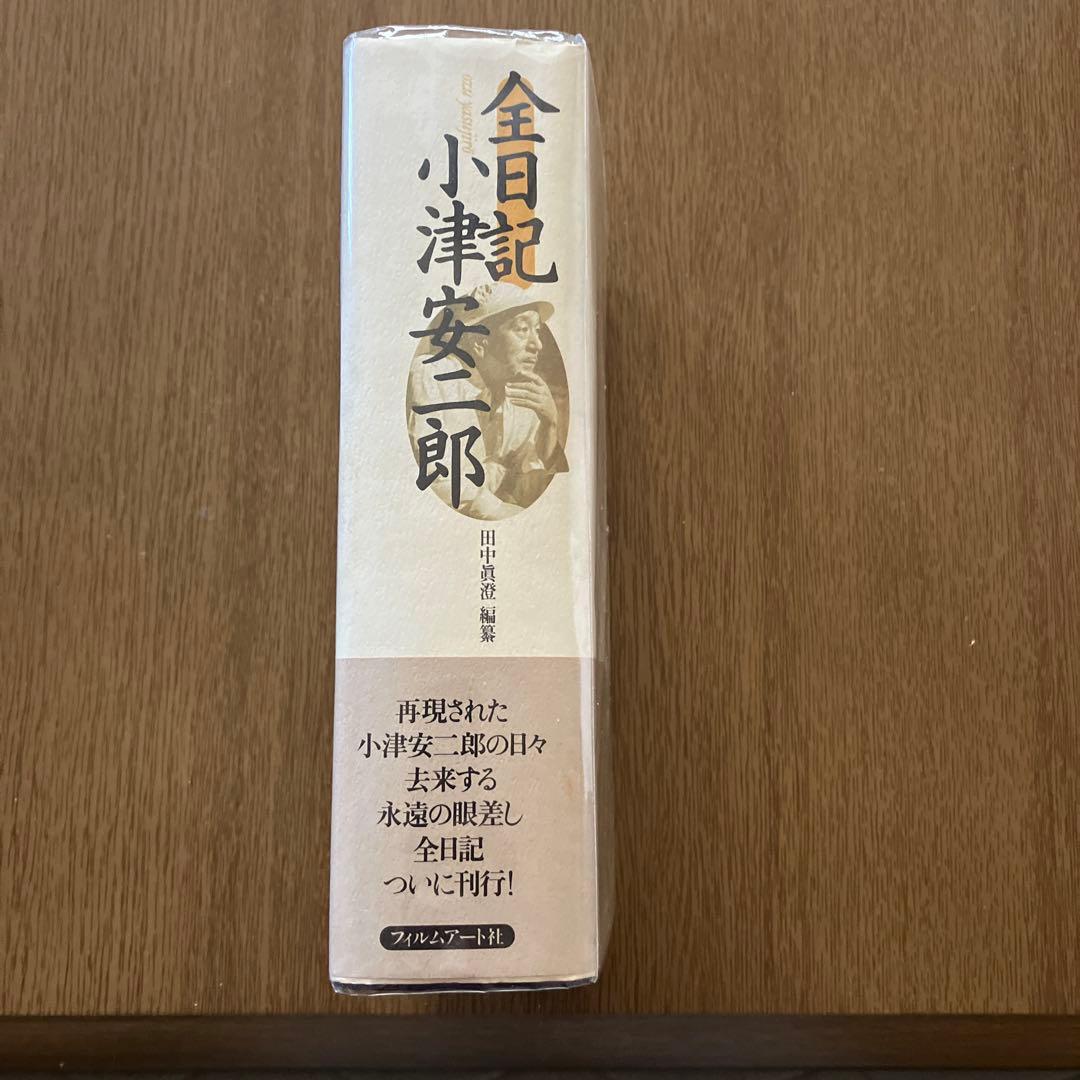 全日記
小津安二郎
ozu yasujirô
田中眞澄 編纂
再現された
小津安二郎の日々
去来する
永遠の眼差し
全日記
ついに刊行!
フィルムアート社